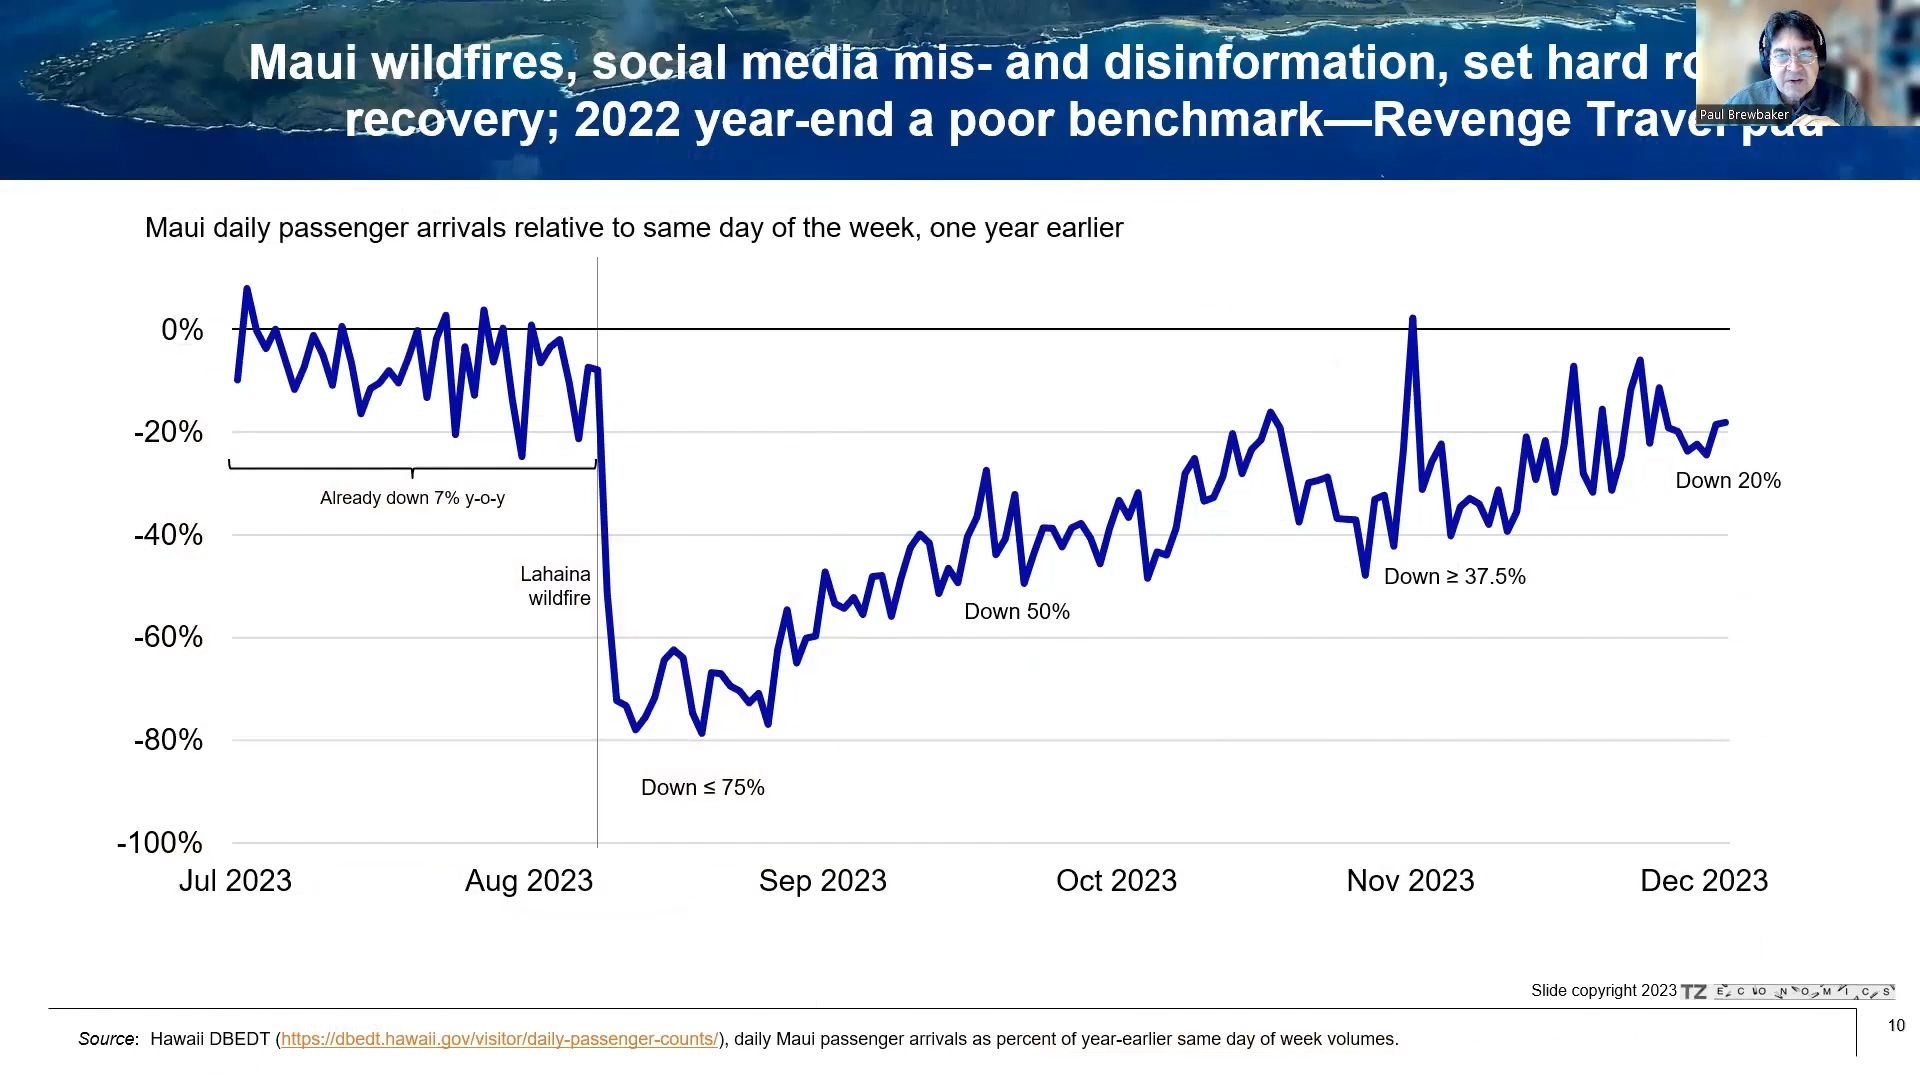 Maui wildfires, social media mis- and disinformation, set hard
recovery; 2022 year-end a poor benchmark—Revenge Travel
Paul Brewbaker
Maui daily passenger arrivals relative to same day of the week, one year earlier
0%
-20%
-40%
-60%
-80%
-100%
Already down 7% y-o-y
Lahaina
wildfire
Down ≤ 75%
Down 50%
Down ≥ 37.5%
Down 20%
Jul 2023
Aug 2023
Sep 2023
Oct 2023
Nov 2023
Dec 2023
Slide copyright 2023 TZ ECONOMICS
Source: Hawaii DBEDT (https://dbedt.hawaii.gov/visitor/daily-passenger-counts/), daily Maui passenger arrivals as percent of year-earlier same day of week volumes.
10